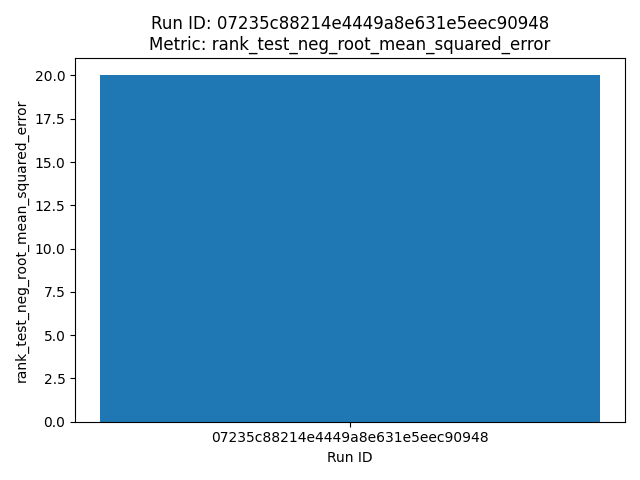 Run ID: 07235c88214e4449a8e631e5eec90948
Metric: rank_test_neg_root_mean_squared_error
rank_test_neg_root_mean_squared_error
20.0
17.5
15.0
12.5
10.0
7.5
5.0
2.5
0.0
07235c88214e4449a8e631e5eec90948
Run ID